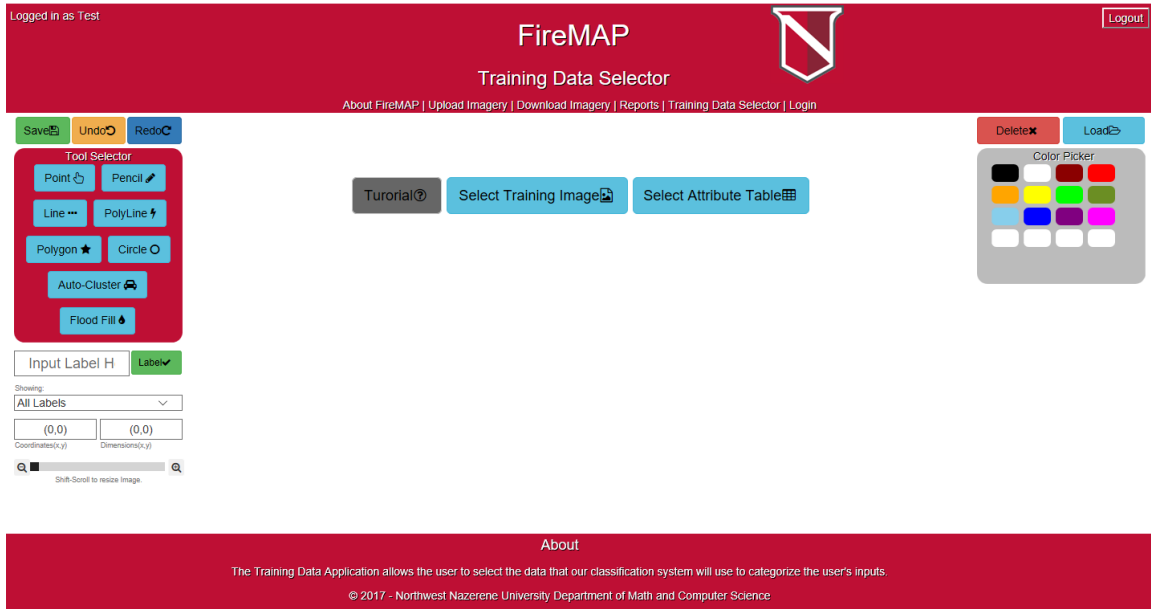 Logged in as Test
Logout
FireMAP
Training Data Selector
About FireMAP | Upload Imagery | Download Imagery | Reports | Training Data Selector | Login
Save Undo Redo
Delete Load
Tool Selector
Color Picker
Point Pencil
Turorial Select Training Image Select Attribute Table
Line PolyLine
Polygon Circle
Auto-Cluster
Flood Fill
Input Label H Label
Showing:
All Labels
(0,0) (0,0)
Coordinates(x,y) Dimensions(x,y)
Shift-Scroll to resize Image.
About
The Training Data Application allows the user to select the data that our classification system will use to categorize the user's inputs.
© 2017 - Northwest Nazerene University Department of Math and Computer Science